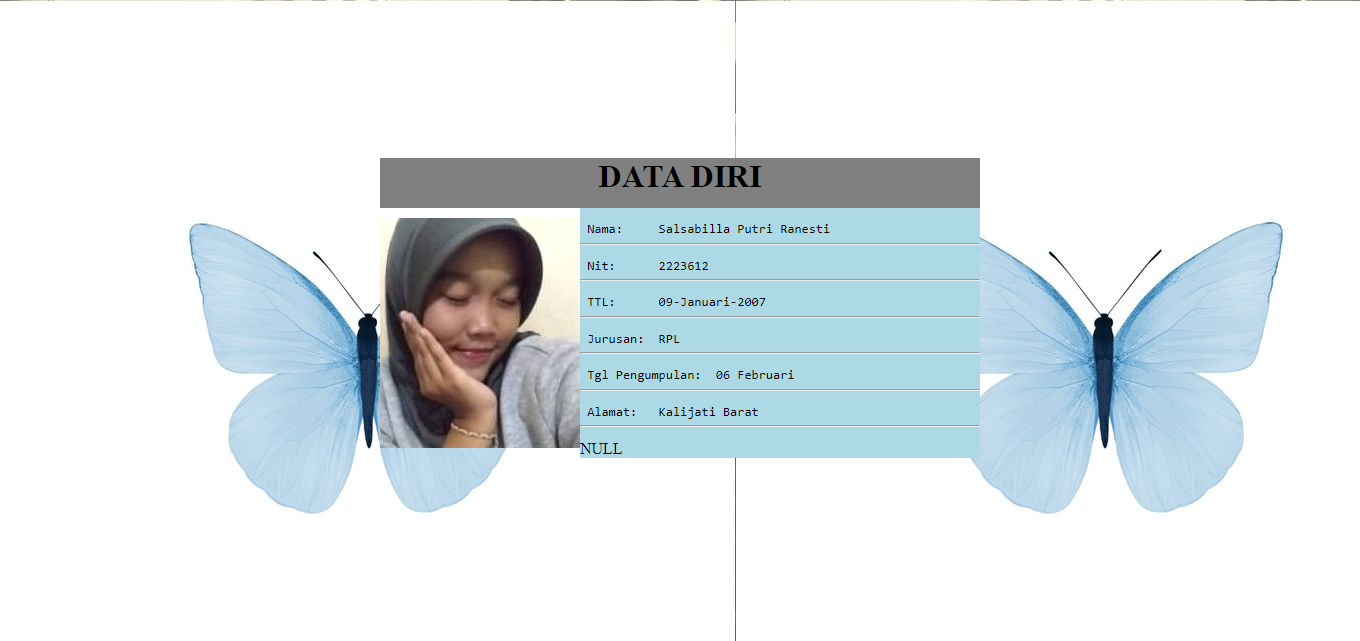 DATA DIRI
Nama: Salsabilla Putri Ranesti
Nit: 2223612
TTL: 09-Januari-2007
Jurusan: RPL
Tgl Pengumpulan: 06 Februari
Alamat: Kalijati Barat
NULL